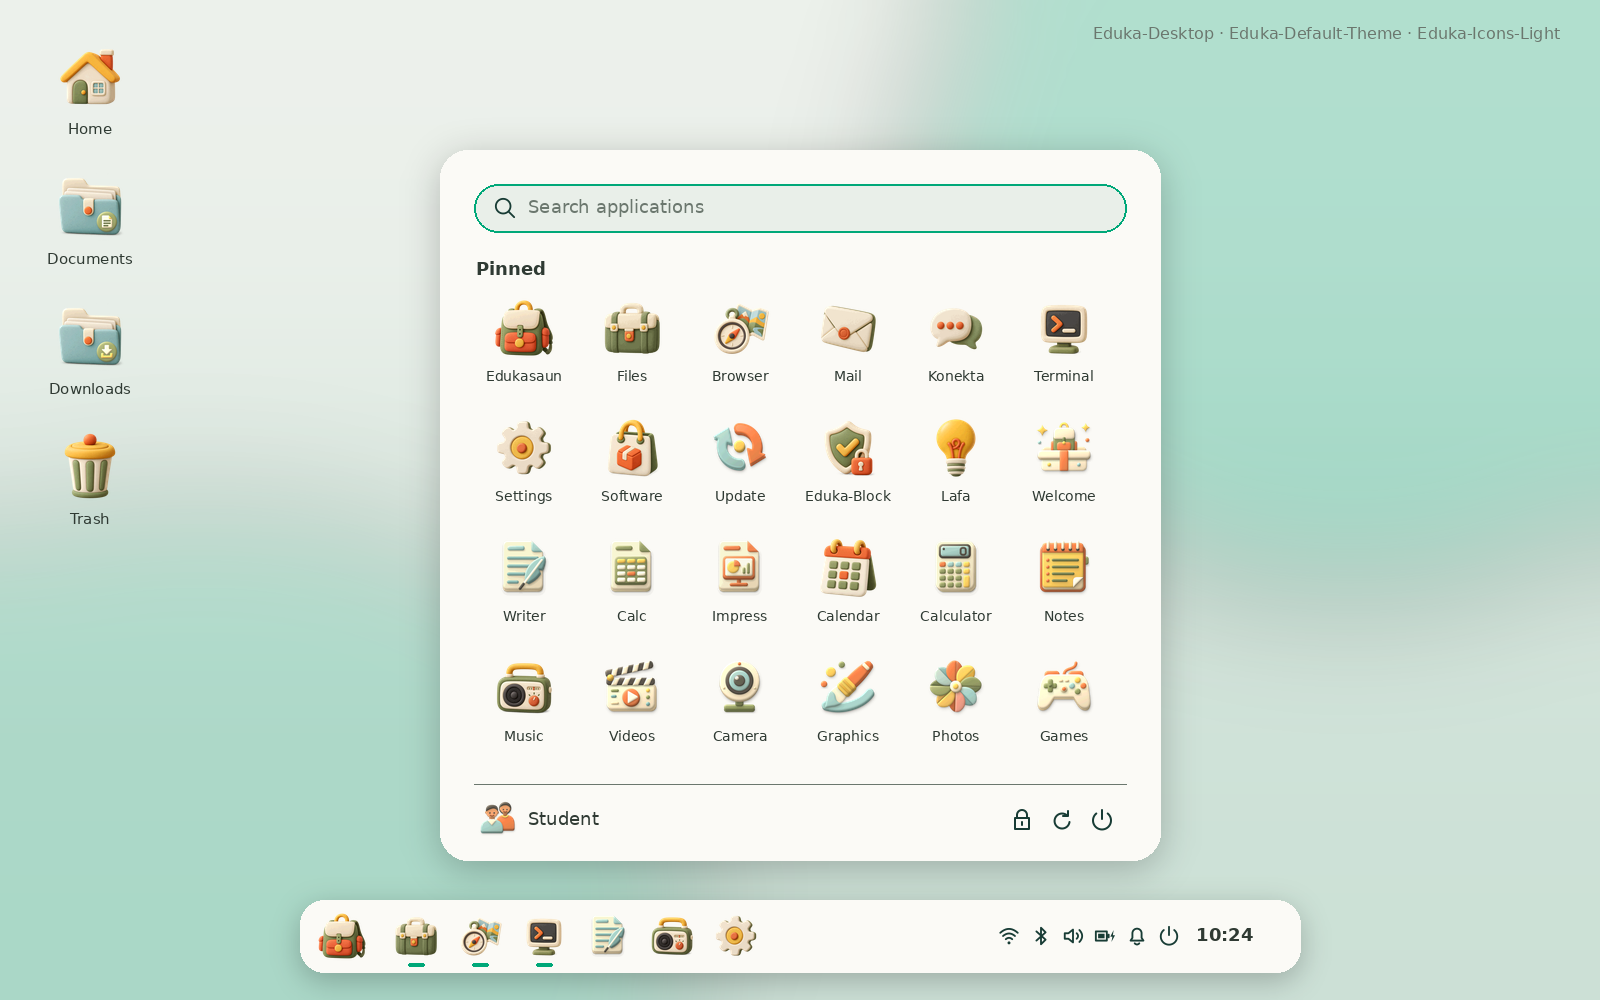 Eduka-Desktop · Eduka-Default-Theme · Eduka-Icons-Light
Home
Documents
Downloads
Trash
Search applications
Pinned
Edukasaun Files Browser Mail Konekta Terminal
Settings Software Update Eduka-Block Lafa Welcome
Writer Calc Impress Calendar Calculator Notes
Music Videos Camera Graphics Photos Games
Student
10:24